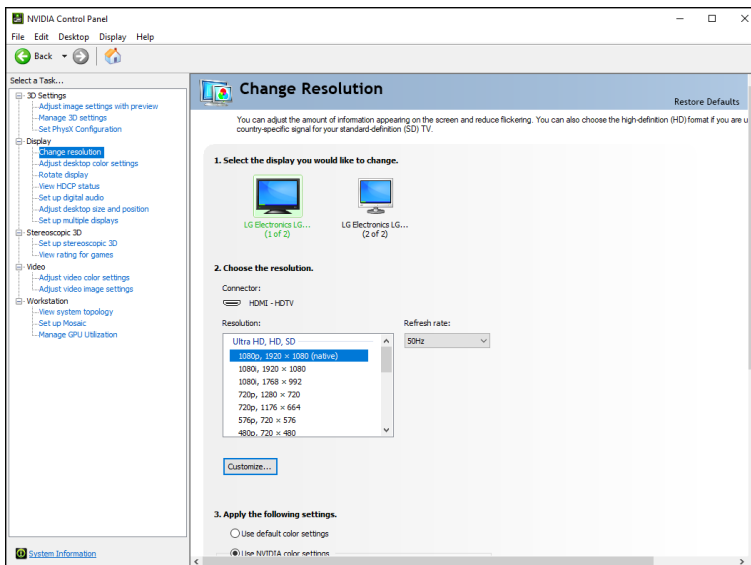 NVIDIA Control Panel
File Edit Desktop Display Help
Back
Select a Task...
3D Settings
Adjust image settings with preview
Manage 3D settings
Set PhysX Configuration
Display
Change resolution
Adjust desktop color settings
Rotate display
View HDCP status
Set up digital audio
Adjust desktop size and position
Set up multiple displays
Stereoscopic 3D
Set up stereoscopic 3D
View rating for games
Video
Adjust video color settings
Adjust video image settings
Workstation
View system topology
Set up Mosaic
Manage GPU Utilization
System Information
Change Resolution
Restore Defaults
You can adjust the amount of information appearing on the screen and reduce flickering. You can also choose the high-definition (HD) format if you are u
country-specific signal for your standard-definition (SD) TV.
1. Select the display you would like to change.
LG Electronics LG... LG Electronics LG...
(1 of 2) (2 of 2)
2. Choose the resolution.
Connector:
HDMI - HDTV
Resolution: Refresh rate:
Ultra HD, HD, SD 50Hz
1080p, 1920 × 1080 (native)
1080i, 1920 × 1080
1080i, 1768 × 992
720p, 1280 × 720
720p, 1176 × 664
576p, 720 × 576
480p, 720 × 480
Customize...
3. Apply the following settings.
Use default color settings
Use NVIDIA color settings